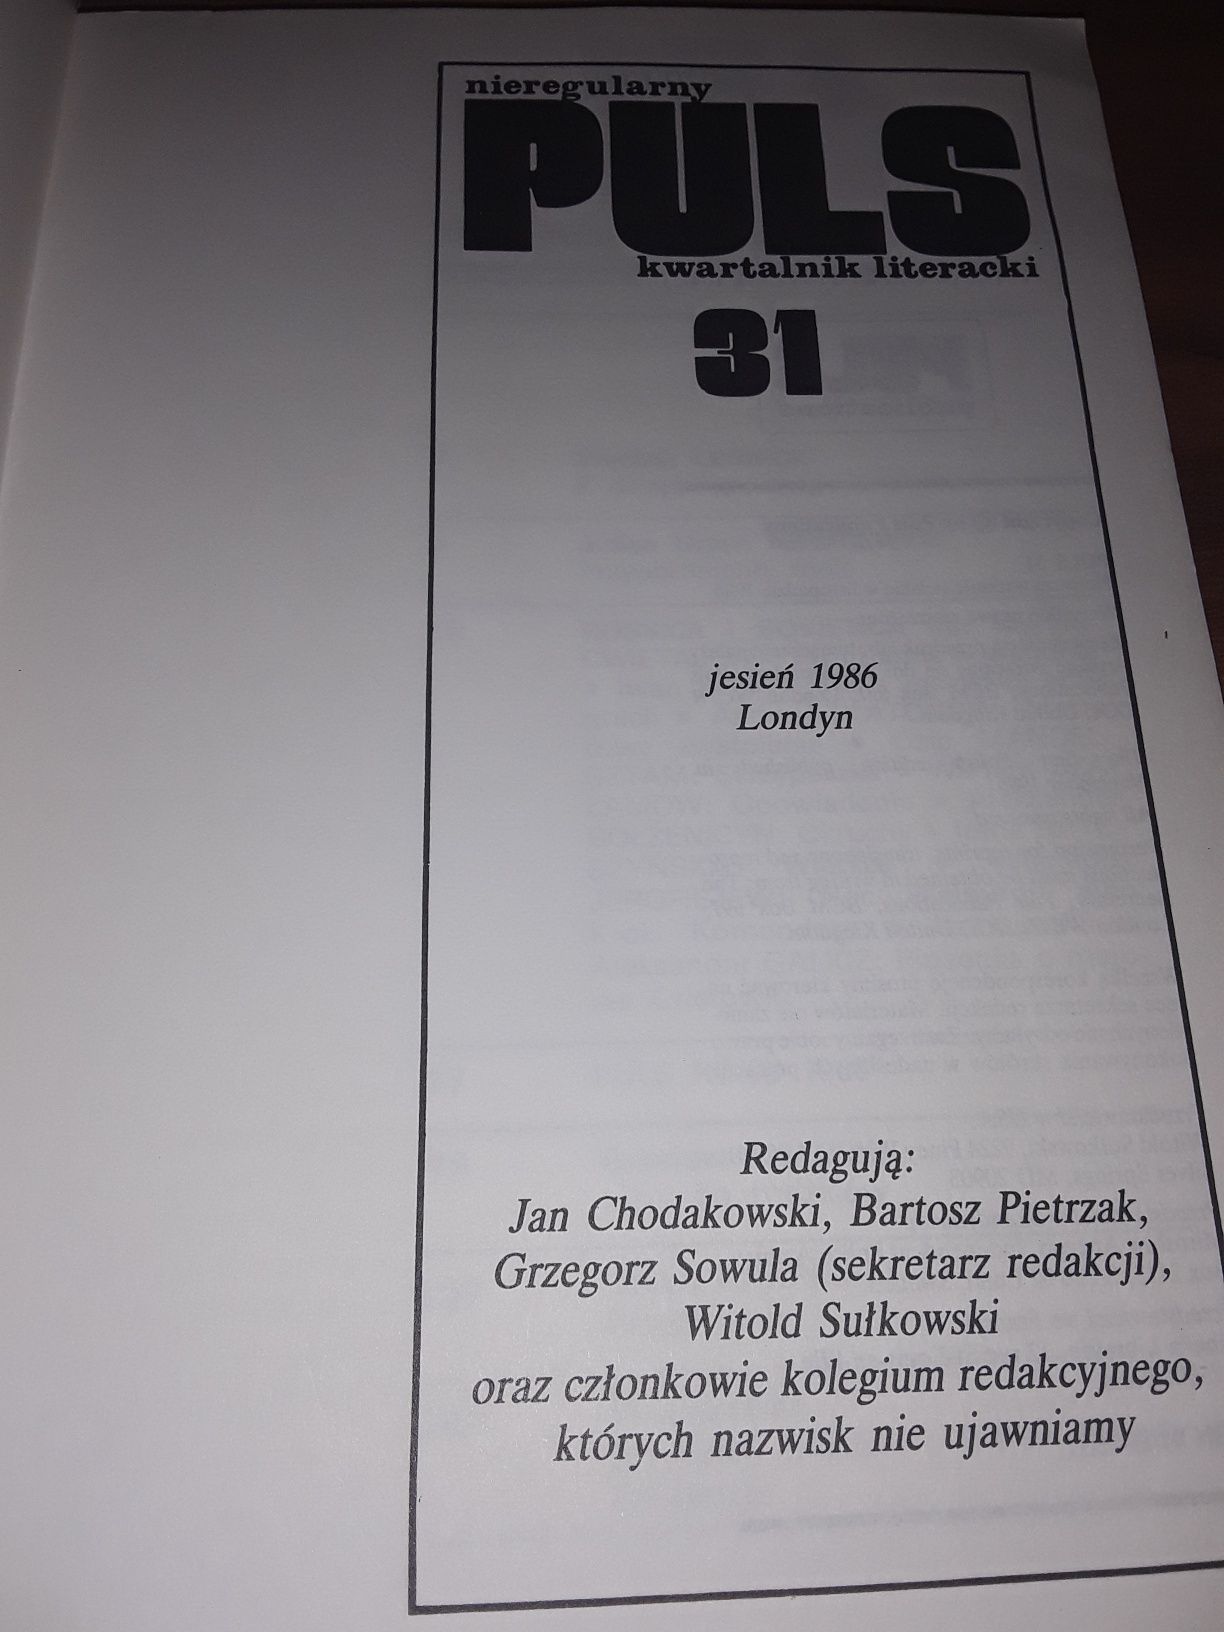 nieregularny
PULS
kwartalnik literacki
31
jesień 1986
Londyn
Redagują:
Jan Chodakowski, Bartosz Pietrzak,
Grzegorz Sowula (sekretarz redakcji),
Witold Sułkowski
oraz członkowie kolegium redakcyjnego,
których nazwisk nie ujawniamy